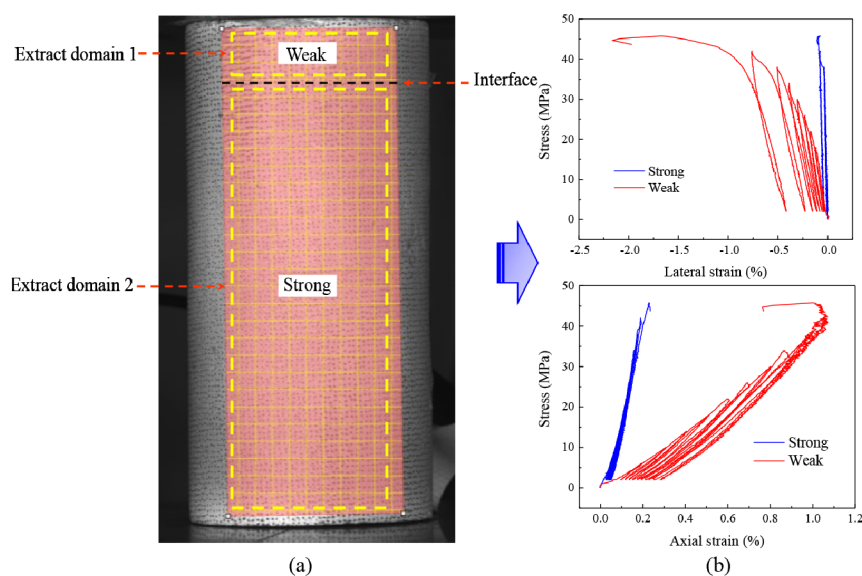 Extract domain 1
Weak
Interface
Extract domain 2
Strong
(a)
50
40
30
20
10
0
Stress (MPa)
Strong
Weak
-2.5 -2.0 -1.5 -1.0 -0.5 0.0
Lateral strain (%)
50
40
30
20
10
0
Stress (MPa)
Strong
Weak
0.0 0.2 0.4 0.6 0.8 1.0 1.2
Axial strain (%)
(b)